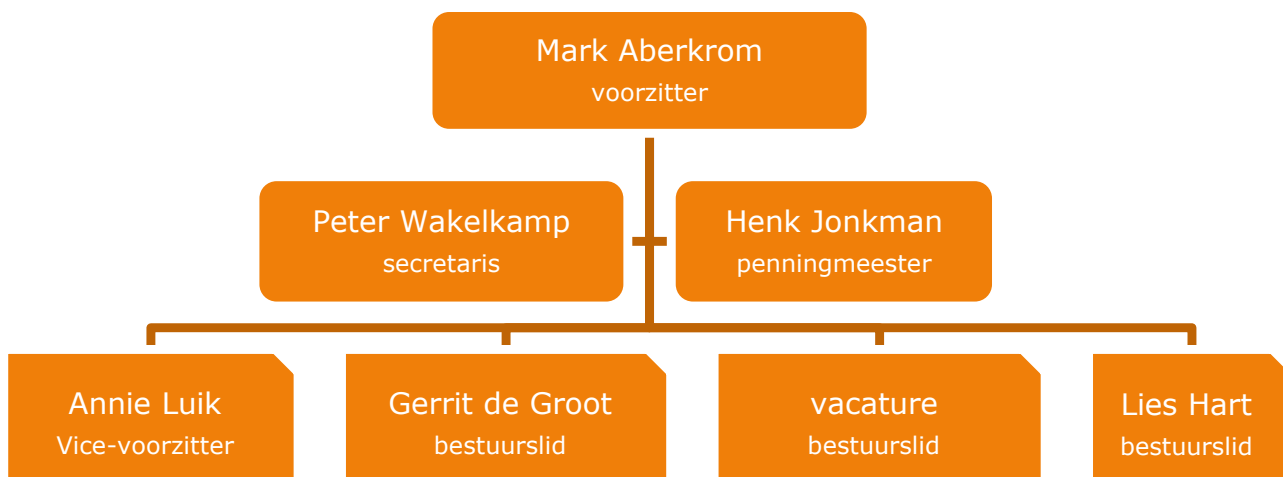 Mark Aberkrom
voorzitter
Peter Wakelkamp
secretaris
Henk Jonkman
penningmeester
Annie Luik
Vice-voorzitter
Gerrit de Groot
bestuurslid
vacature
bestuurslid
Lies Hart
bestuurslid